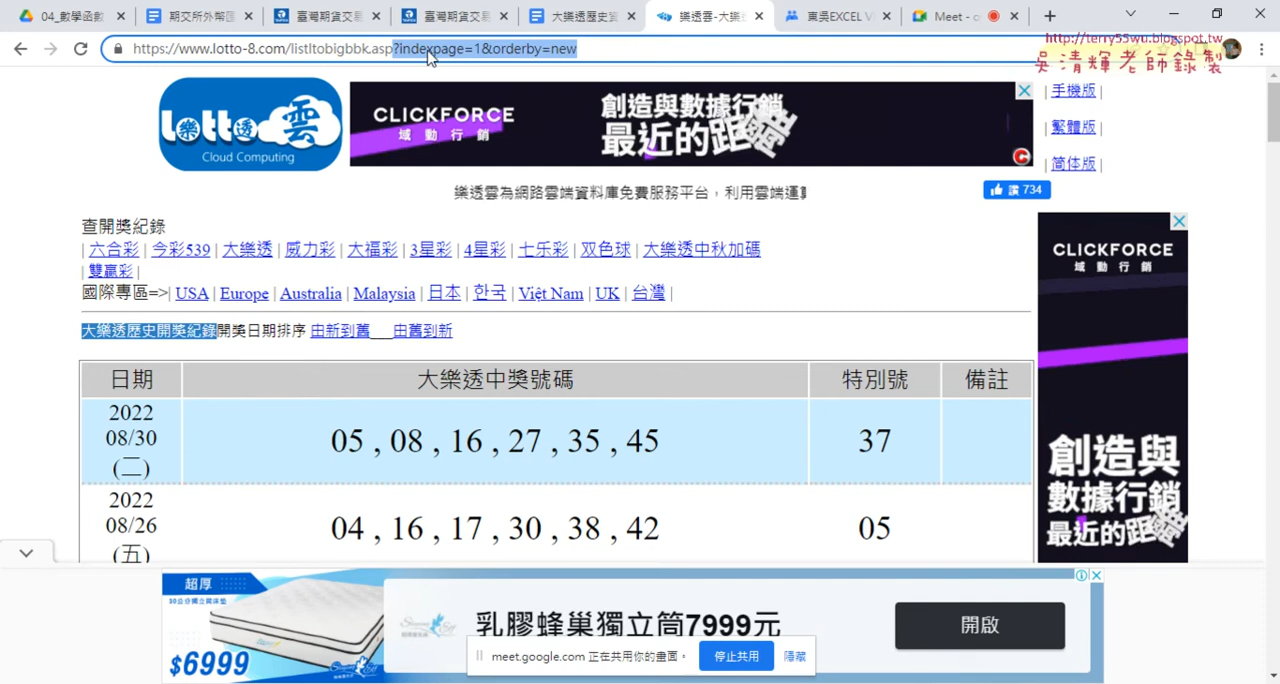 04_數學函數
期交所外幣匯
臺灣期貨交易
臺灣期貨交易
大樂透歷史資
樂透雲-大樂
東吳EXCEL V
Meet -
https://www.lotto-8.com/listltobigbbk.asp?indexpage=1&orderby=new
http://terry55wu.blogspot.tw
吳清輝老師錄製
Lotto 樂透雲
Cloud Computing
CLICKFORCE
域動行銷
創造與數據行銷
最近的距離
| 手機版 |
| 繁體版 |
| 简体版 |
樂透雲為網路雲端資料庫免費服務平台，利用雲端運算
讚 734
查開獎紀錄
| 六合彩 | 今彩539 | 大樂透 | 威力彩 | 大福彩 | 3星彩 | 4星彩 | 七乐彩 | 双色球 | 大樂透中秋加碼
| 雙贏彩 |
國際專區=>| USA | Europe | Australia | Malaysia | 日本 | 한국 | Việt Nam | UK | 台灣 |
大樂透歷史開獎紀錄開獎日期排序 由新到舊___由舊到新
日期 大樂透中獎號碼 特別號 備註
2022
08/30
(二)
05 , 08 , 16 , 27 , 35 , 45 37
2022
08/26
(五)
04 , 16 , 17 , 30 , 38 , 42 05
CLICKFORCE
域動行銷
創造與
數據行銷
最近的距離
超厚
30公分獨立筒床墊
$6999
乳膠蜂巢獨立筒7999元
開啟
meet.google.com 正在共用你的畫面。
停止共用
隱藏